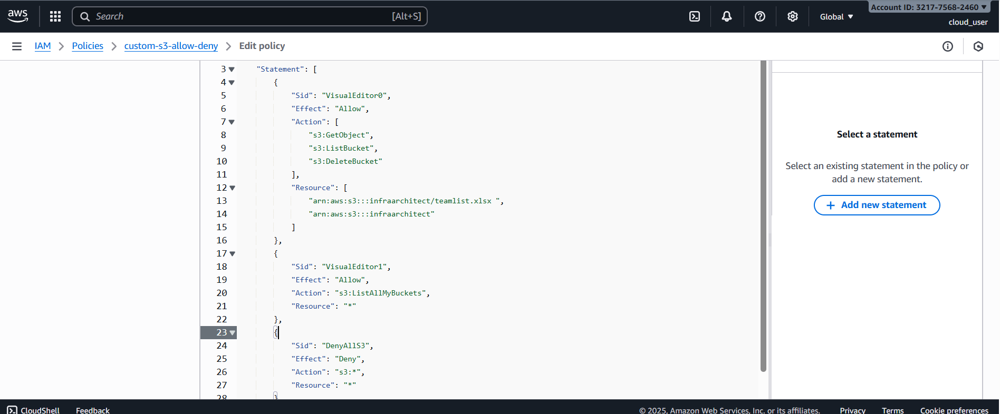 aws
Search [Alt+S]
Global
Account ID: 3217-7568-2460
cloud_user
IAM
Policies
custom-s3-allow-deny
Edit policy
3 "Statement": [
4 {
5 "Sid": "VisualEditor0",
6 "Effect": "Allow",
7 "Action": [
8 "s3:GetObject",
9 "s3:ListBucket",
10 "s3:DeleteBucket"
11 ],
12 "Resource": [
13 "arn:aws:s3:::infraarchitect/teamlist.xlsx ",
14 "arn:aws:s3:::infraarchitect"
15 ]
16 },
17 {
18 "Sid": "VisualEditor1",
19 "Effect": "Allow",
20 "Action": "s3:ListAllMyBuckets",
21 "Resource": "*"
22 },
23 {
24 "Sid": "DenyAllS3",
25 "Effect": "Deny",
26 "Action": "s3:*",
27 "Resource": "*"
28 }
Select a statement
Select an existing statement in the policy or
add a new statement.
+ Add new statement
CloudShell
Feedback
© 2025, Amazon Web Services, Inc. or its affiliates.
Privacy
Terms
Cookie preferences